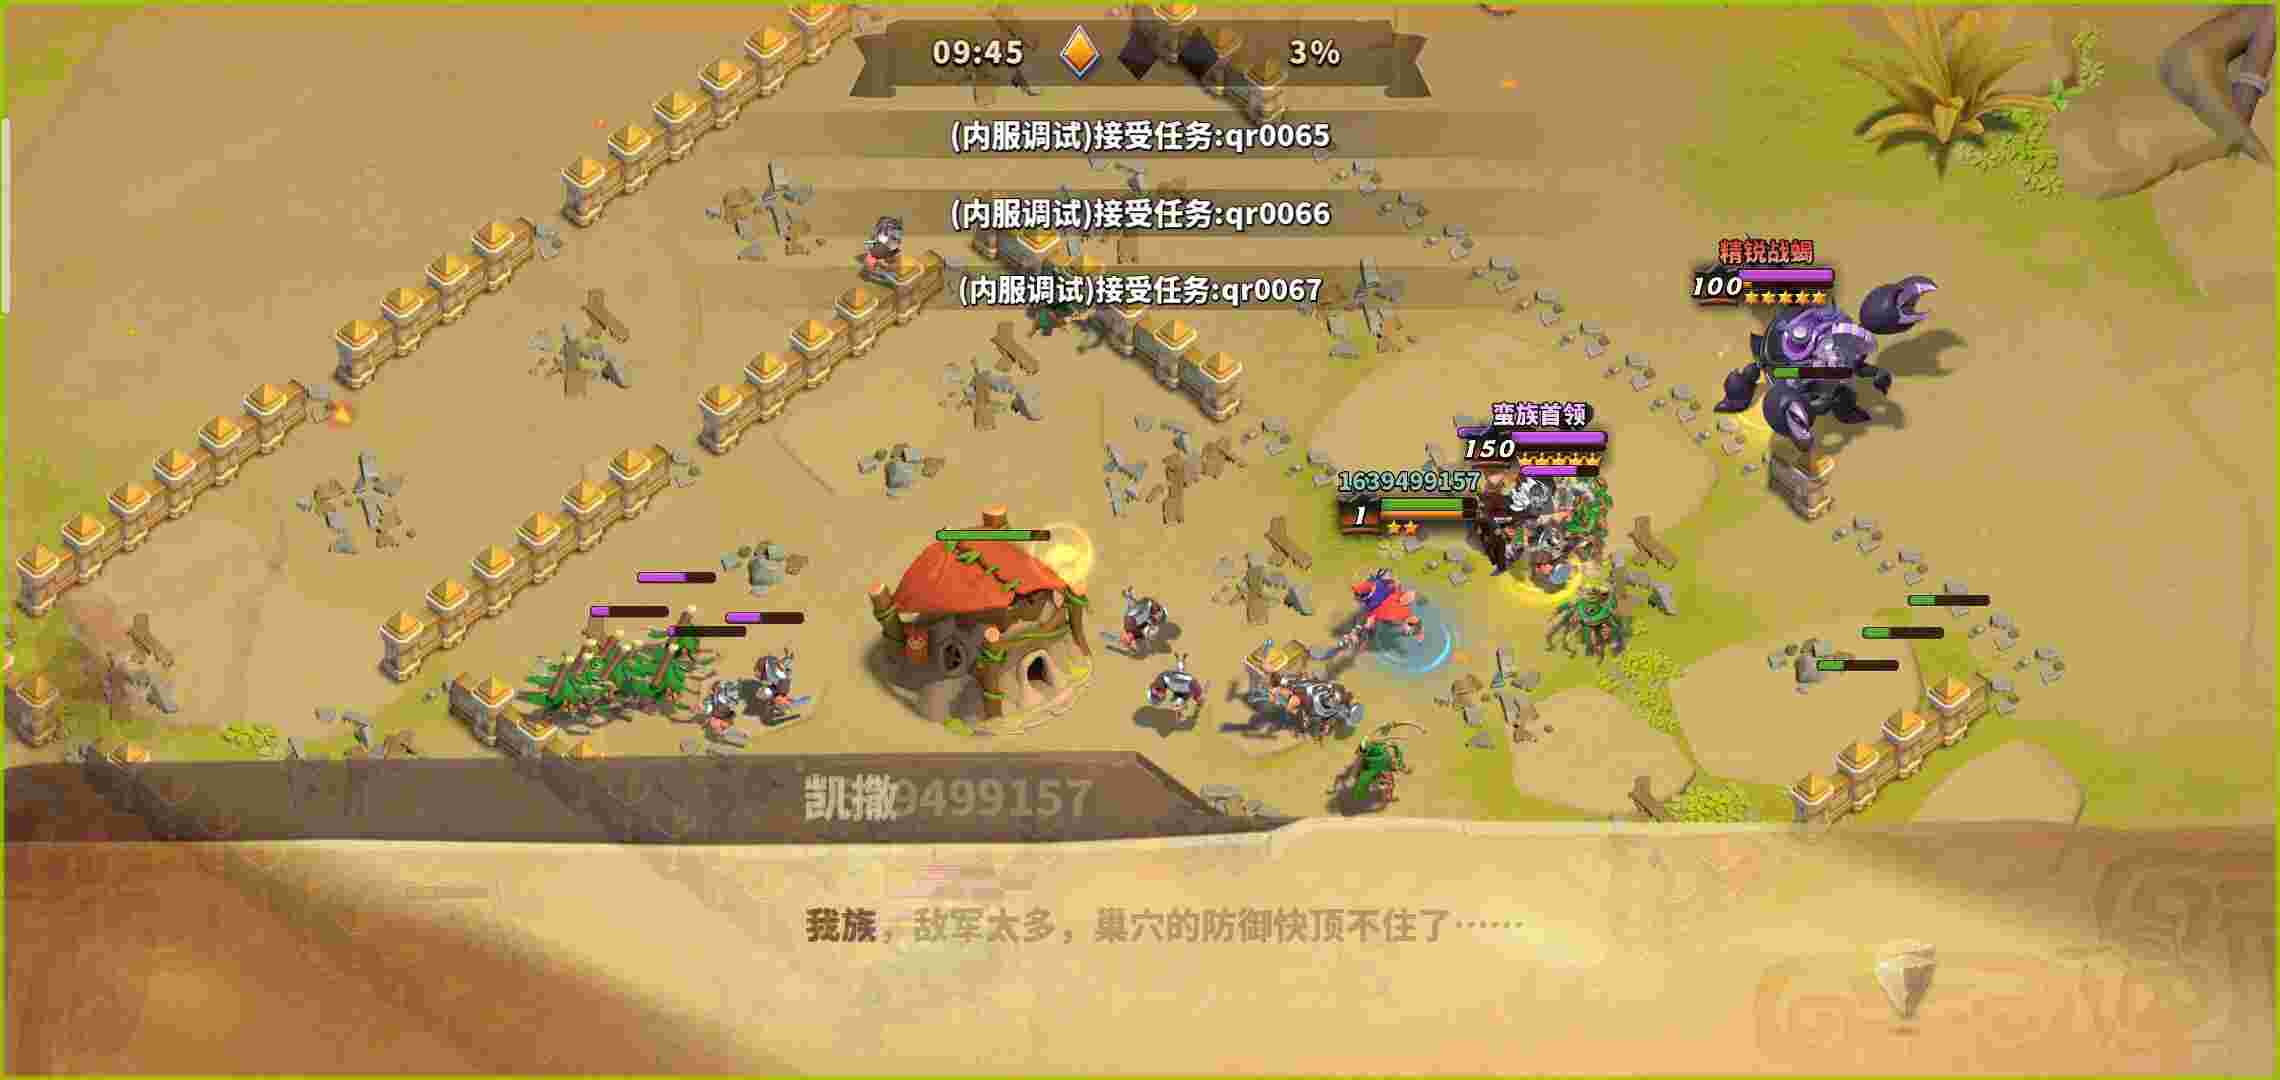 09:45 3%
(内服调试)接受任务:qr0065
(内服调试)接受任务:qr0066
(内服调试)接受任务:qr0067
精锐战蝎
100
蛮族首领
150
1639499157
1
凯撒9499157
我族，敌军太多，巢穴的防御快顶不住了……